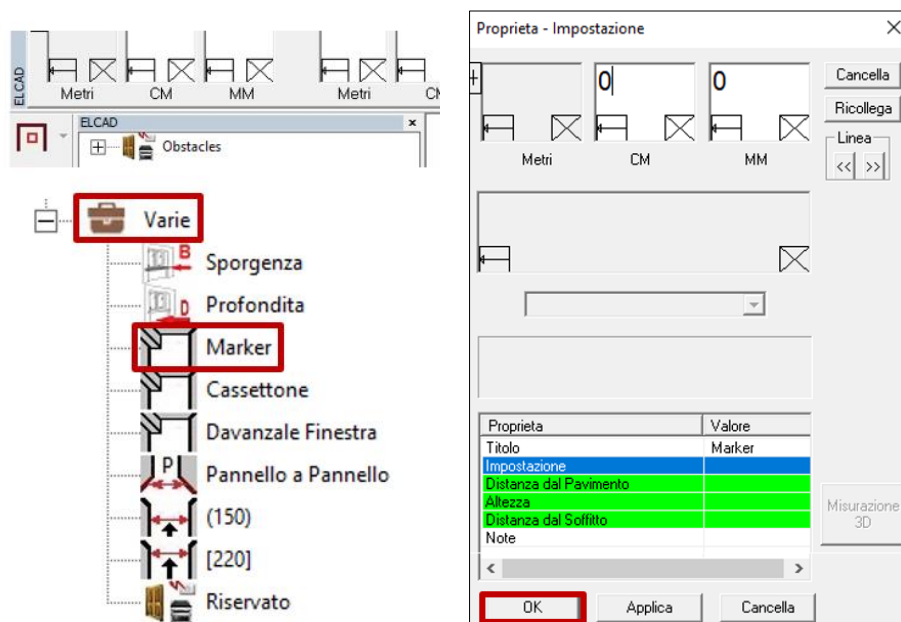 ELCAD
Metri CM MM Metri
ELCAD ×
Obstacles
Varie
B
Sporgenza
D
Profondita
Marker
Cassettone
Davanzale Finestra
P
Pannello a Pannello
(150)
[220]
Riservato
Proprieta - Impostazione
0 0
Metri CM MM
Cancella
Ricollega
Linea
<< >>
Proprieta Valore
Titolo Marker
Impostazione
Distanza dal Pavimento
Altezza
Distanza dal Soffitto
Note
Misurazione
3D
OK Applica Cancella